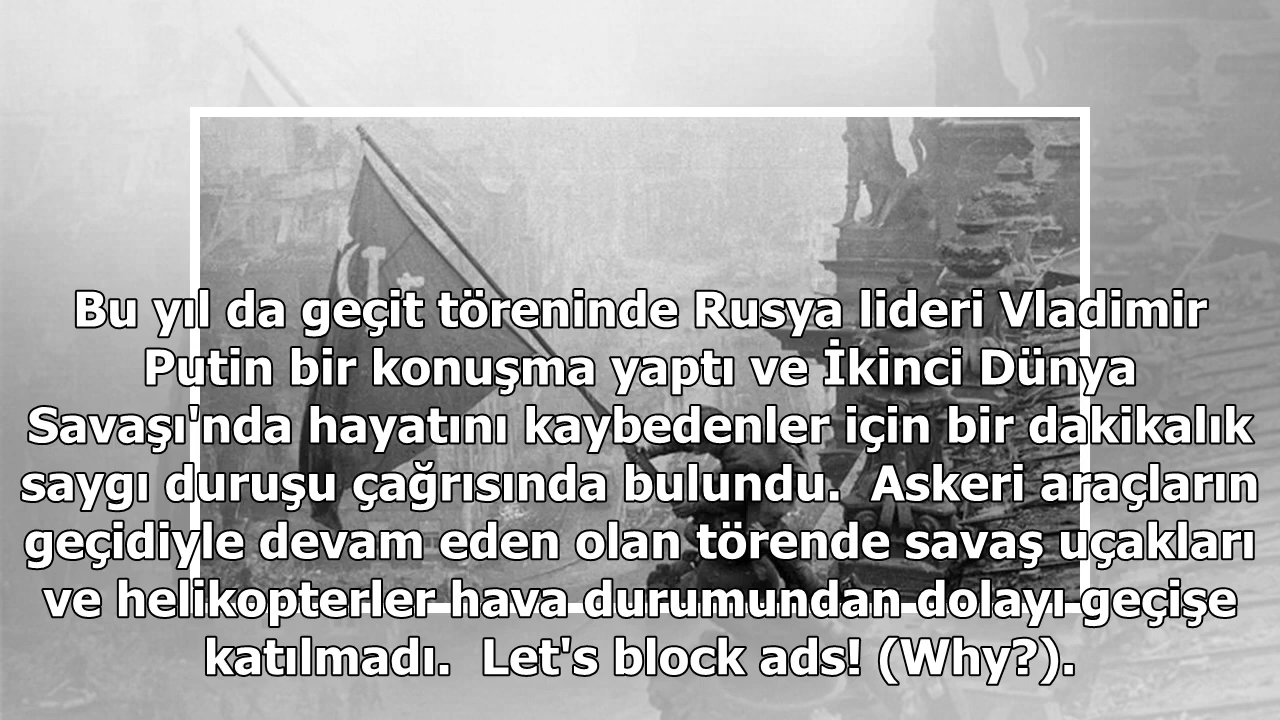 Bu yıl da geçit töreninde Rusya lideri Vladimir
Putin bir konuşma yaptı ve İkinci Dünya
Savaşı'nda hayatını kaybedenler için bir dakikalık
saygı duruşu çağrısında bulundu.  Askeri araçların
geçidiyle devam eden olan törende savaş uçakları
ve helikopterler hava durumundan dolayı geçişe
katılmadı.  Let's block ads! (Why?).